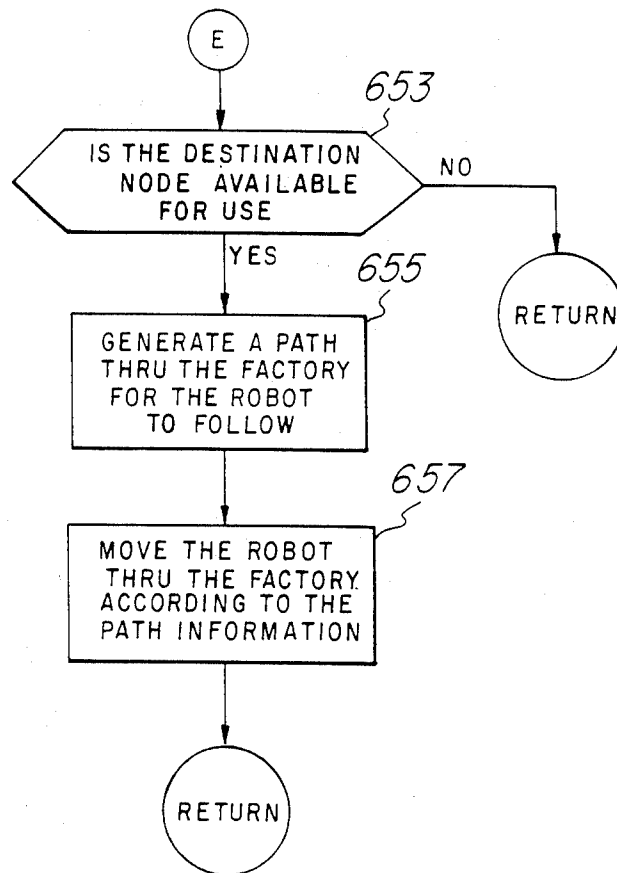 E
653
IS THE DESTINATION
NODE AVAILABLE
FOR USE
NO
YES
655
RETURN
GENERATE A PATH
THRU THE FACTORY
FOR THE ROBOT
TO FOLLOW
657
MOVE THE ROBOT
THRU THE FACTORY
ACCORDING TO THE
PATH INFORMATION
RETURN